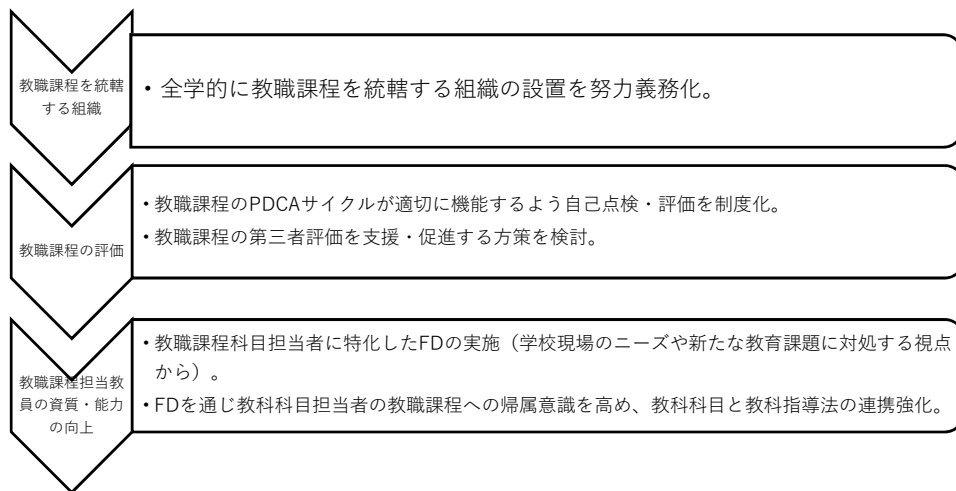 教職課程を統轄
する組織
・全学的に教職課程を統轄する組織の設置を努力義務化。
教職課程の評価
・教職課程のPDCAサイクルが適切に機能するよう自己点検・評価を制度化。
・教職課程の第三者評価を支援・促進する方策を検討。
教職課程担当教
員の資質・能力
の向上
・教職課程科目担当者に特化したFDの実施（学校現場のニーズや新たな教育課題に対処する視点
から）。
・FDを通じ教科科目担当者の教職課程への帰属意識を高め、教科科目と教科指導法の連携強化。